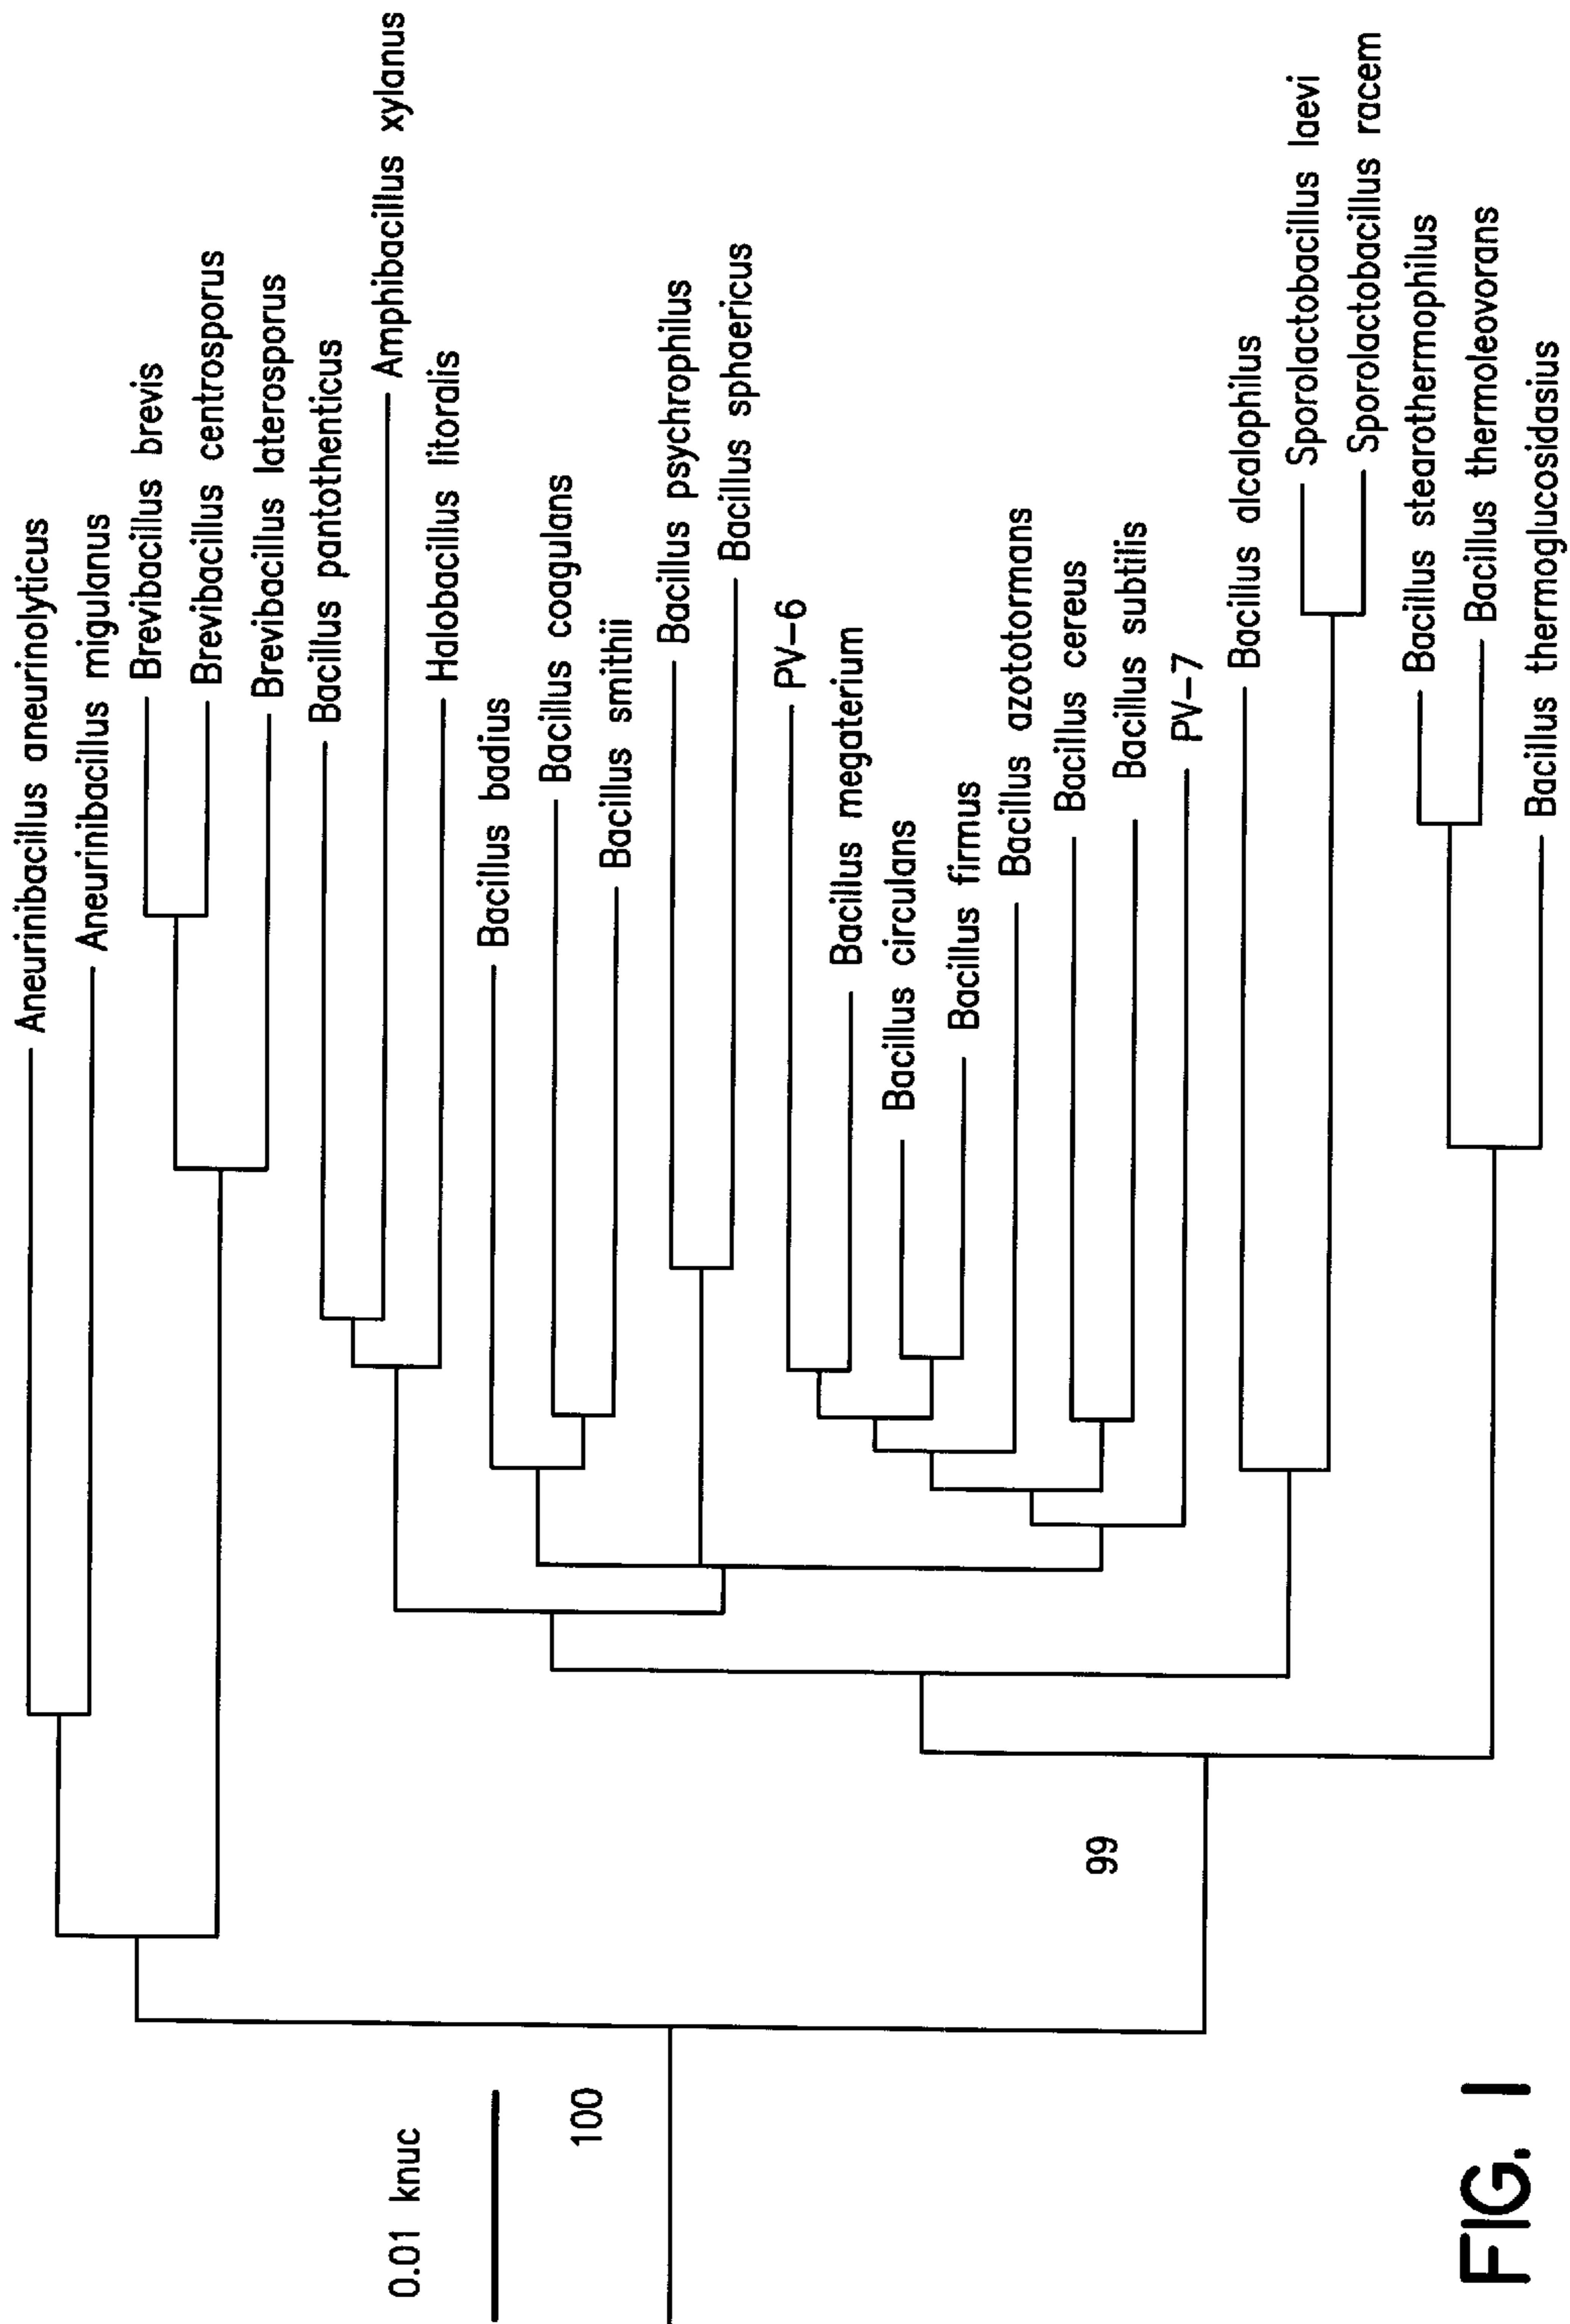 Aneurinibacillus aneurinolyticus
Aneurinibacillus migulanus
Brevibacillus brevis
Brevibacillus centrosporus
Brevibacillus laterosporus
Bacillus pantothenticus
Amphibacillus xylanus
Halobacillus litoralis
Bacillus badius
Bacillus coagulans
Bacillus smithii
Bacillus psychrophilus
Bacillus sphaericus
PV-6
Bacillus megaterium
Bacillus circulans
Bacillus firmus
Bacillus azotormans
Bacillus cereus
Bacillus subtilis
PV-7
Bacillus alcalophilus
Sporolactobacillus laevi
Sporolactobacillus racem
Bacillus stearothermophilus
Bacillus thermoleovorans
Bacillus thermoglucosidasius
99
0.01 knuc
100
FIG. 1